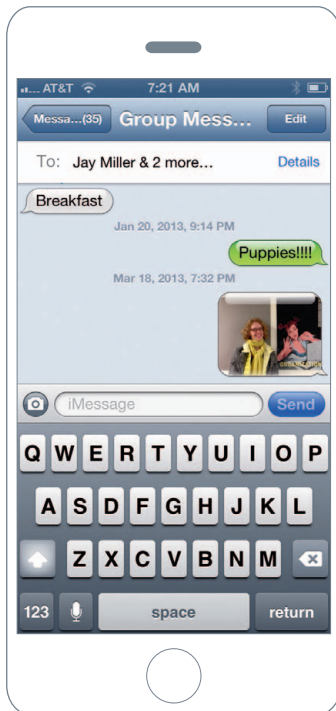 AT&T 7:21 AM
Messa...(35) Group Mess... Edit
To: Jay Miller & 2 more... Details
Breakfast
Jan 20, 2013, 9:14 PM
Puppies!!!!
Mar 18, 2013, 7:32 PM
iMessage Send
Q W E R T Y U I O P
A S D F G H J K L
Z X C V B N M
123 space return